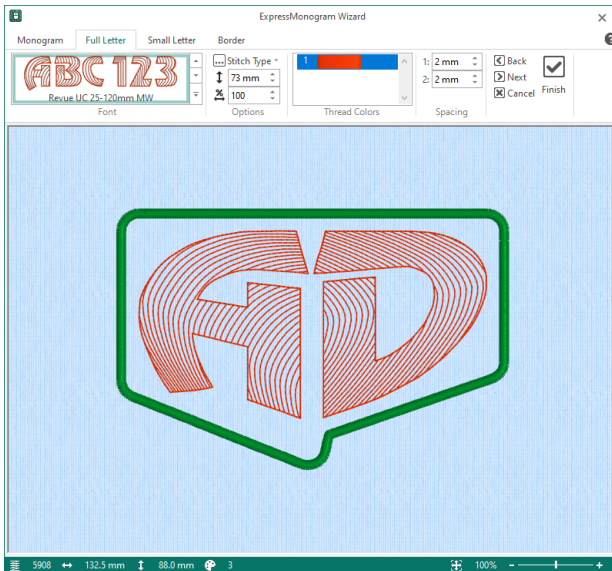 ExpressMonogram Wizard
Monogram Full Letter Small Letter Border
ABC 123
Revue UC 25-120mm MW
Font
Stitch Type
73 mm
% 100
Options
1
Thread Colors
1: 2 mm
2: 2 mm
Spacing
Back
Next
Cancel
Finish
AD
5908 132.5 mm 88.0 mm 3 100% - +